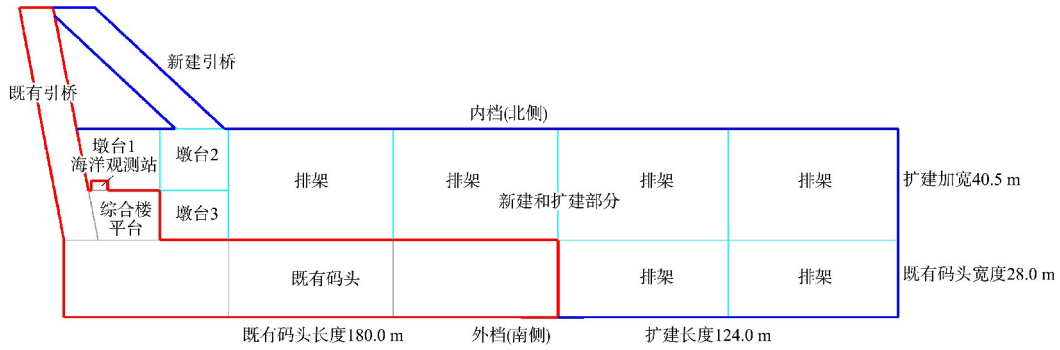 新建引桥
既有引桥
内档(北侧)
墩台1
海洋观测站
墩台2
排架
排架
排架
排架
扩建加宽40.5 m
新建和扩建部分
综合楼
平台
墩台3
既有码头
排架
排架
既有码头宽度28.0 m
既有码头长度180.0 m
外档(南侧)
扩建长度124.0 m